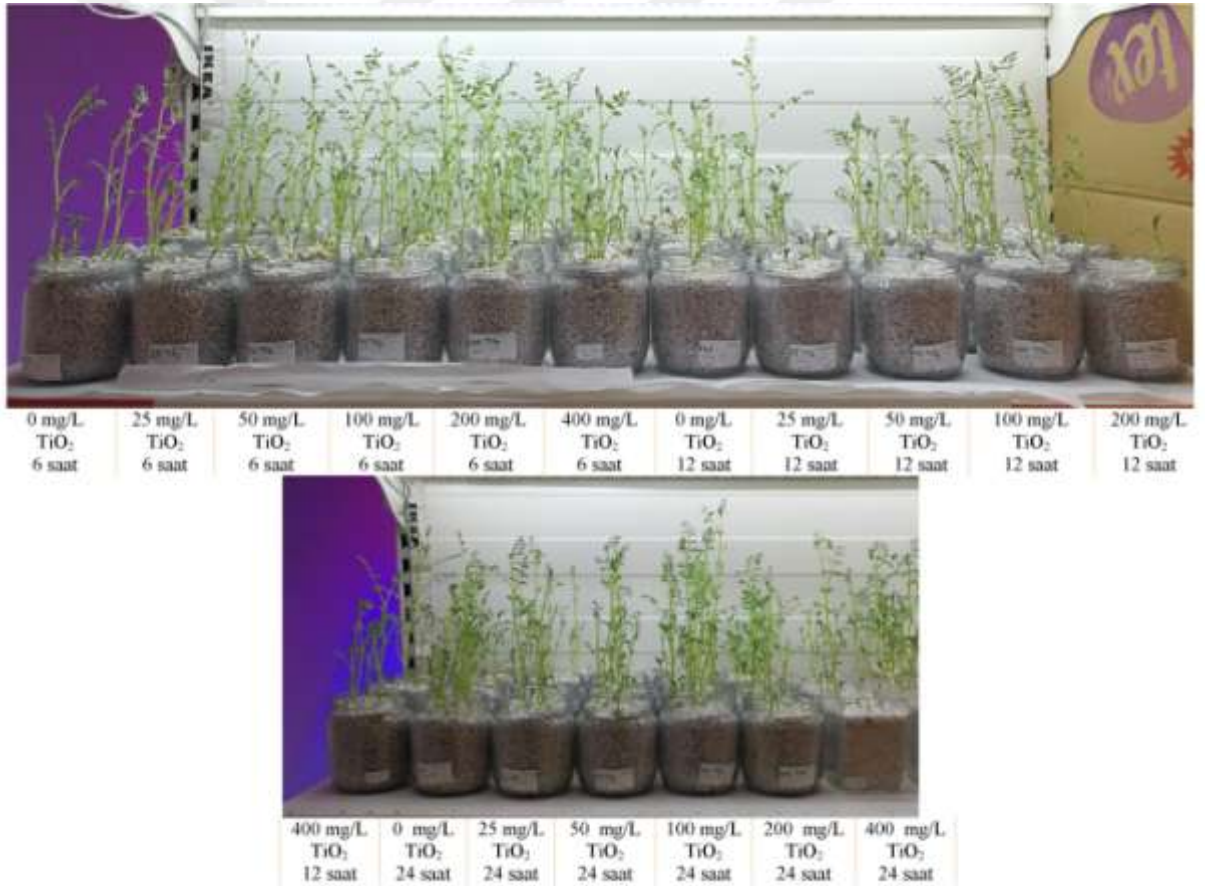 IKEA
tex
0 mg/L 25 mg/L 50 mg/L 100 mg/L 200 mg/L 400 mg/L 0 mg/L 25 mg/L 50 mg/L 100 mg/L 200 mg/L
TiO₂ TiO₂ TiO₂ TiO₂ TiO₂ TiO₂ TiO₂ TiO₂ TiO₂ TiO₂ TiO₂
6 saat 6 saat 6 saat 6 saat 6 saat 6 saat 12 saat 12 saat 12 saat 12 saat 12 saat
400 mg/L 0 mg/L 25 mg/L 50 mg/L 100 mg/L 200 mg/L 400 mg/L
TiO₂ TiO₂ TiO₂ TiO₂ TiO₂ TiO₂ TiO₂
12 saat 24 saat 24 saat 24 saat 24 saat 24 saat 24 saat